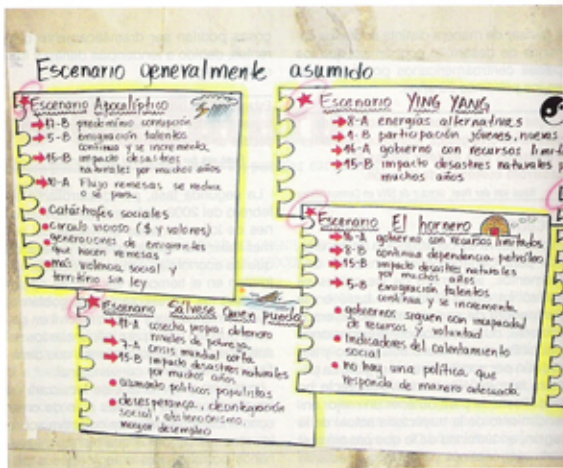 Escenario generalmente asumido
Escenario Apocalíptico
17-B predominio corrupción
5-B emigración talentos
continua y se incrementa
15-B impacto desastres
naturales por muchos años
10-A Flujo remesas se reduce
o se para.
Catástrofes sociales
círculo vicioso ($ y valores)
generaciones de emigrantes
que hacen remesas
más violencia social y
territorio sin ley
Escenario YING YANG
8-A energías alternativas
4-B participación jóvenes, nuevas
16-A gobierno con recursos limit
15-B impacto desastres naturales p
muchos años
Escenario El hornero
16-A gobierno con recursos limitados
8-B continua dependencia petróleo
15-B impacto desastres naturales
por muchos años
5-B emigración talentos
continua y se incrementa
gobiernos siguen con incapacidad
de recursos y voluntad
Indicadores del calentamiento
social
no hay una política que
responda de manera adecuada
Escenario Sálvese Quien pueda
11-A cosecha propia: deterioro
niveles de pobreza
7-A crisis mundial corta
15-B impacto desastres naturales
por muchos años
aumento políticos populistas
desesperanza, desintegración
social, abstencionismo,
mayor desempleo